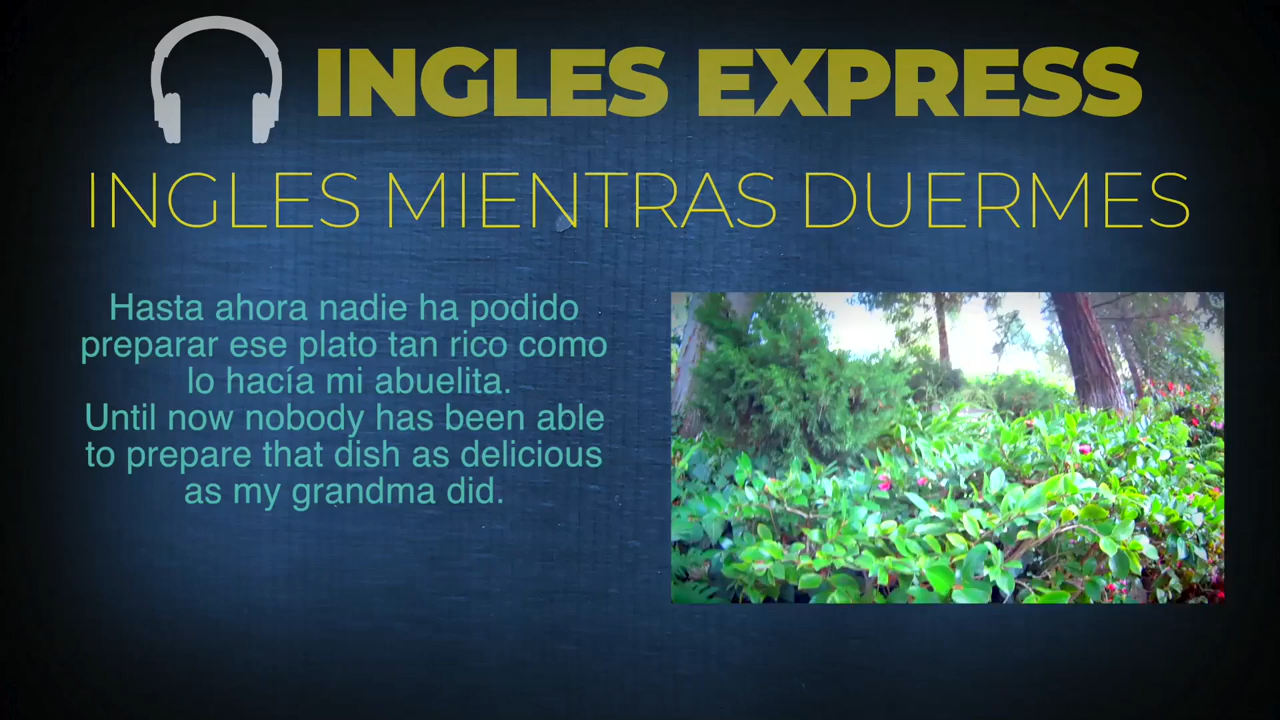 INGLES EXPRESS
INGLES MIENTRAS DUERMES
Hasta ahora nadie ha podido
preparar ese plato tan rico como
lo hacía mi abuelita.
Until now nobody has been able
to prepare that dish as delicious
as my grandma did.